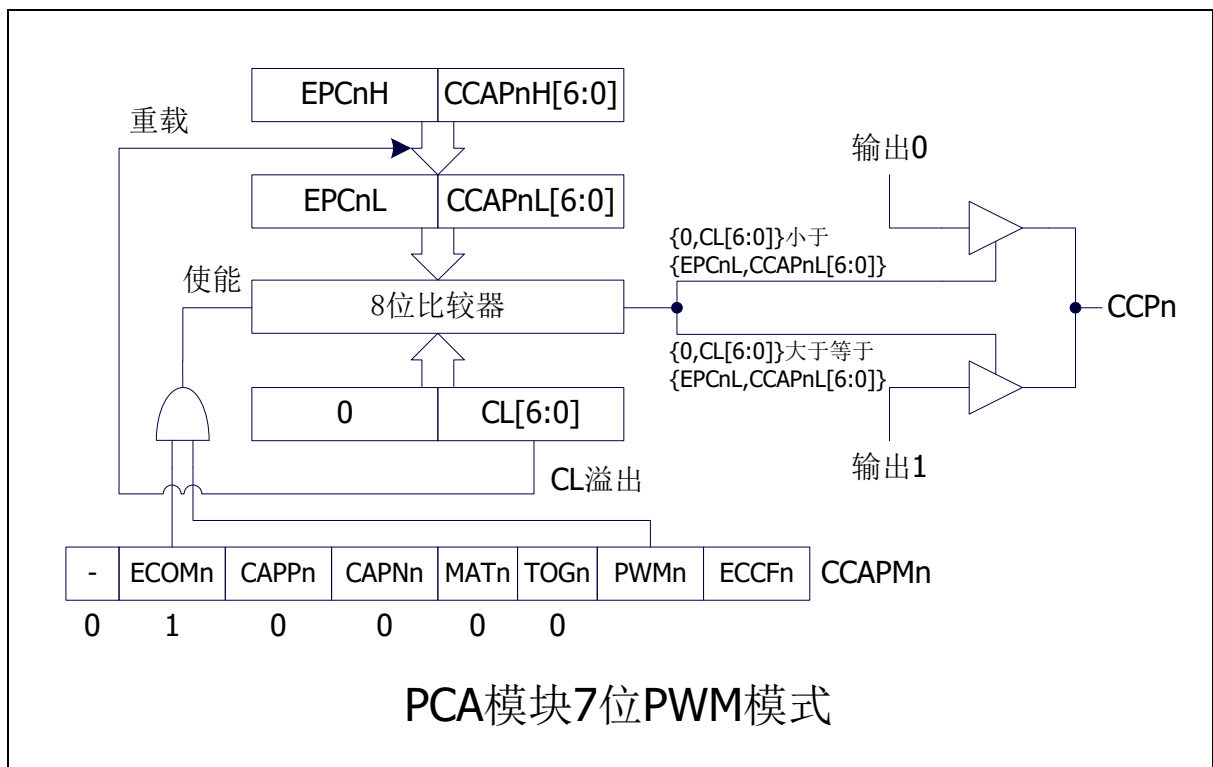 EPCnH CCAPnH[6:0]
重载
输出0
EPCnL CCAPnL[6:0]
{0,CL[6:0]}小于
{EPCnL,CCAPnL[6:0]}
使能
8位比较器
CCPn
{0,CL[6:0]}大于等于
{EPCnL,CCAPnL[6:0]}
0 CL[6:0]
输出1
CL溢出
- ECOMn CAPPn CAPNn MATn TOGn PWMn ECCFn CCAPMn
0 1 0 0 0 0
PCA模块7位PWM模式